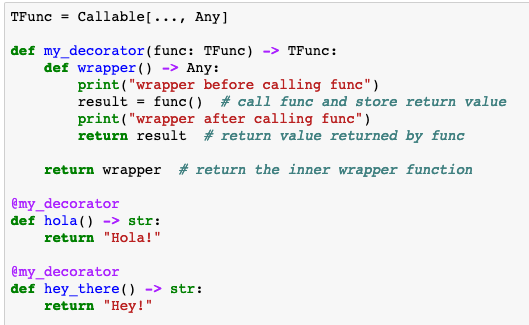 TFunc = Callable[..., Any]

def my_decorator(func: TFunc) -> TFunc:
    def wrapper() -> Any:
        print("wrapper before calling func")
        result = func()  # call func and store return value
        print("wrapper after calling func")
        return result  # return value returned by func

    return wrapper  # return the inner wrapper function

@my_decorator
def hola() -> str:
    return "Hola!"

@my_decorator
def hey_there() -> str:
    return "Hey!"